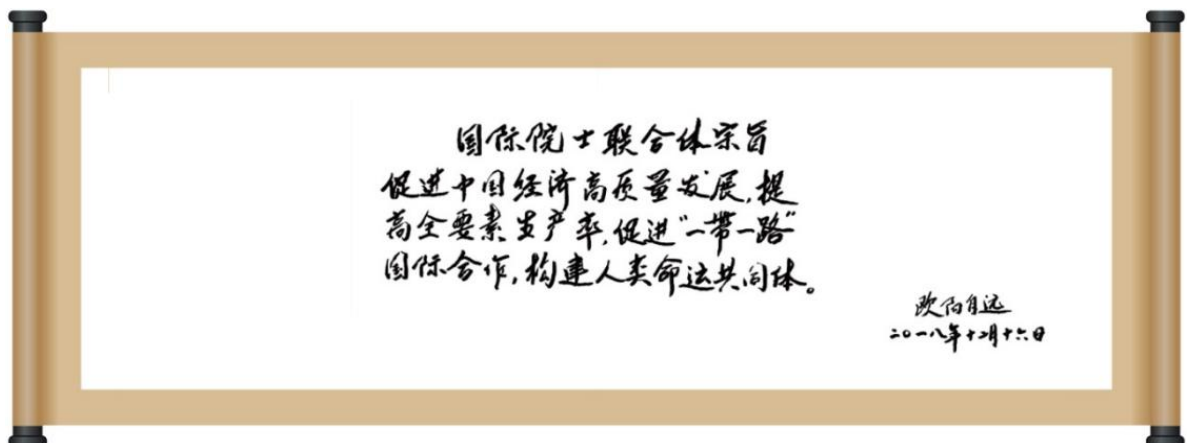 国际院士联合体宗旨
促进中国经济高质量发展,提
高全要素生产率,促进“一带一路”
国际合作,构建人类命运共同体。
欧阳自远
二〇一八年十二月十六日